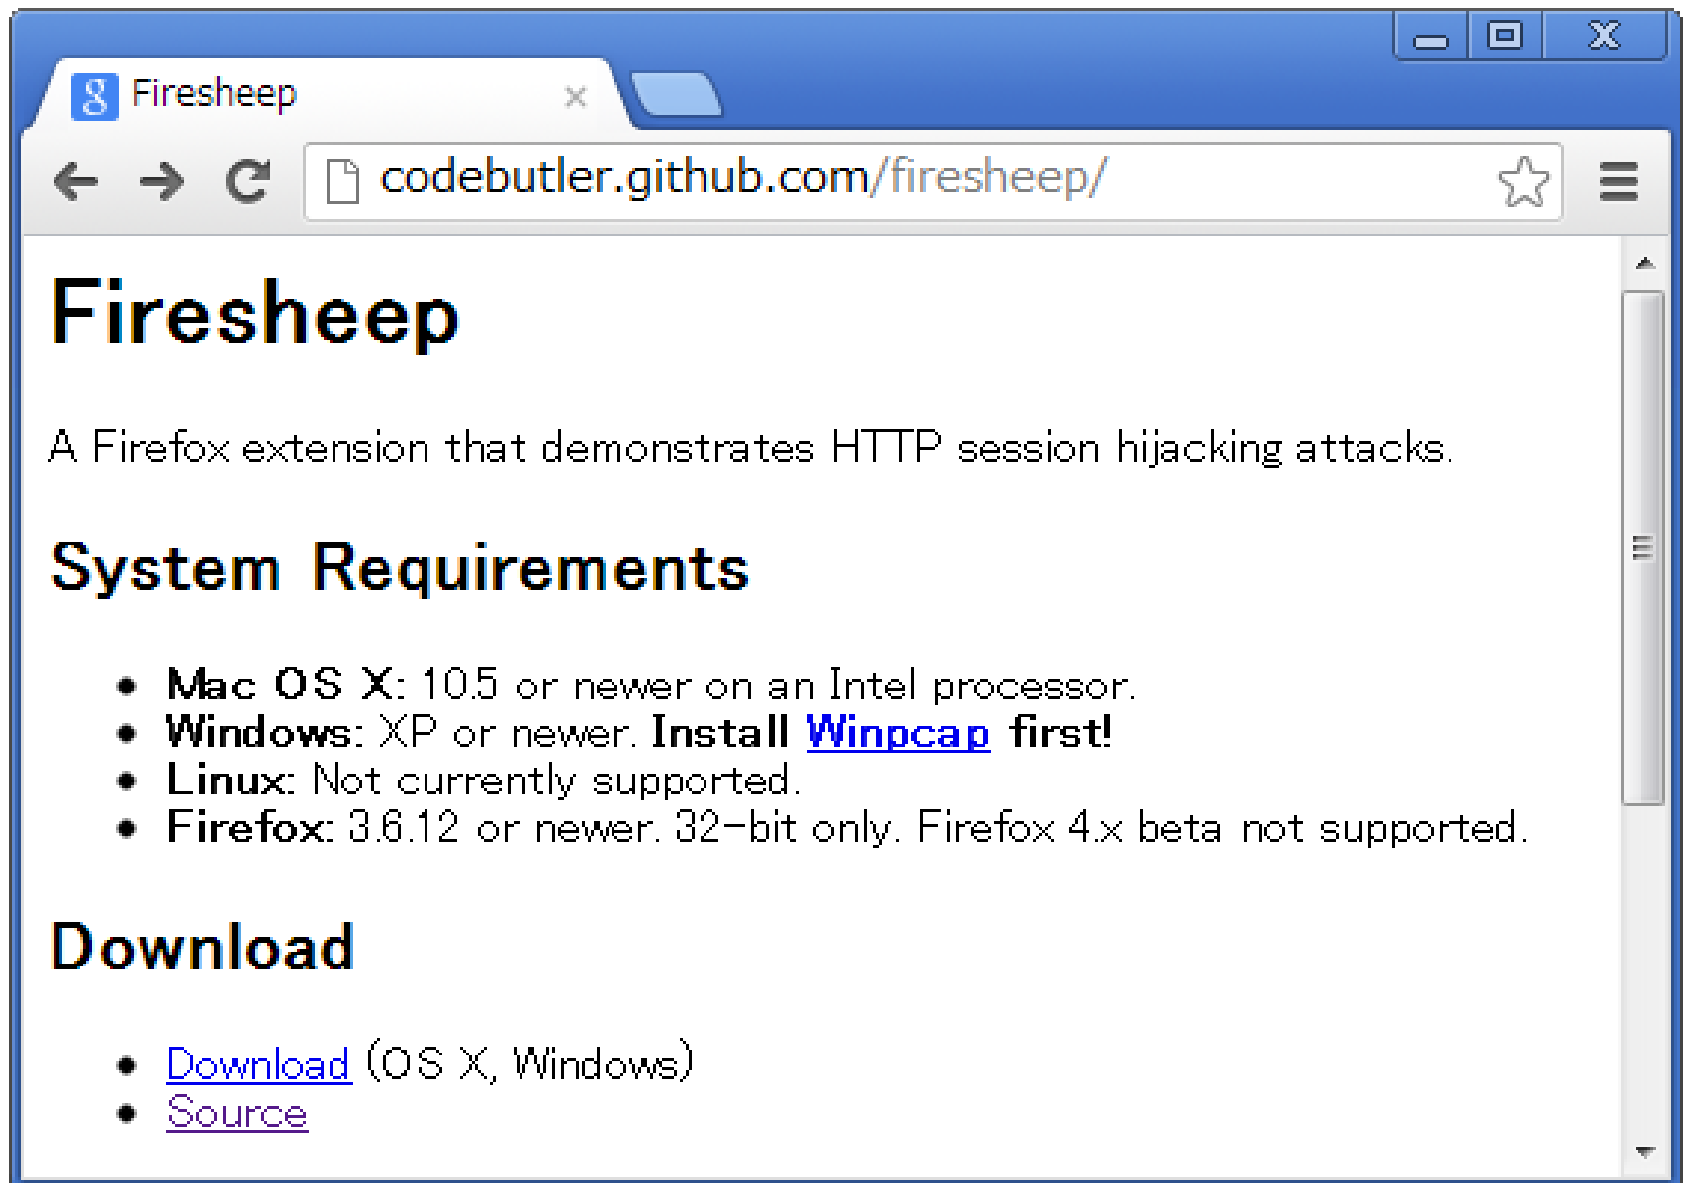 Firesheep
codebutler.github.com/firesheep/
Firesheep
A Firefox extension that demonstrates HTTP session hijacking attacks.
System Requirements
Mac OS X: 10.5 or newer on an Intel processor.
Windows: XP or newer. Install Winpcap first!
Linux: Not currently supported.
Firefox: 3.6.12 or newer. 32-bit only. Firefox 4.x beta not supported.
Download
Download (OS X, Windows)
Source